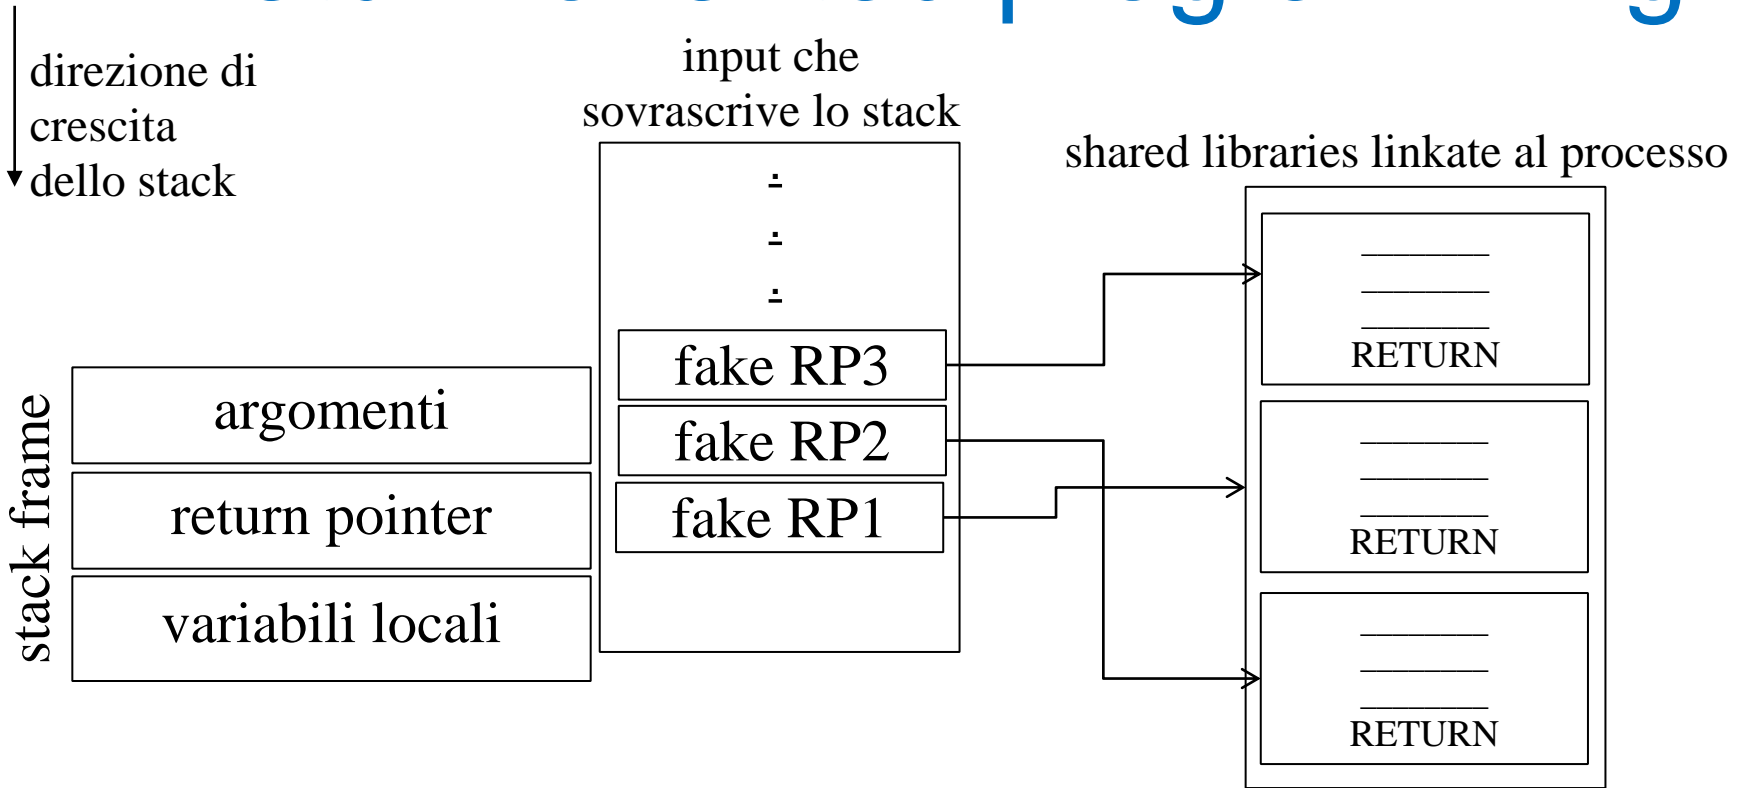 direzione di
crescita
dello stack
input che
sovrascrive lo stack
.
.
.
fake RP3
fake RP2
fake RP1
stack frame
argomenti
return pointer
variabili locali
shared libraries linkate al processo
RETURN
RETURN
RETURN